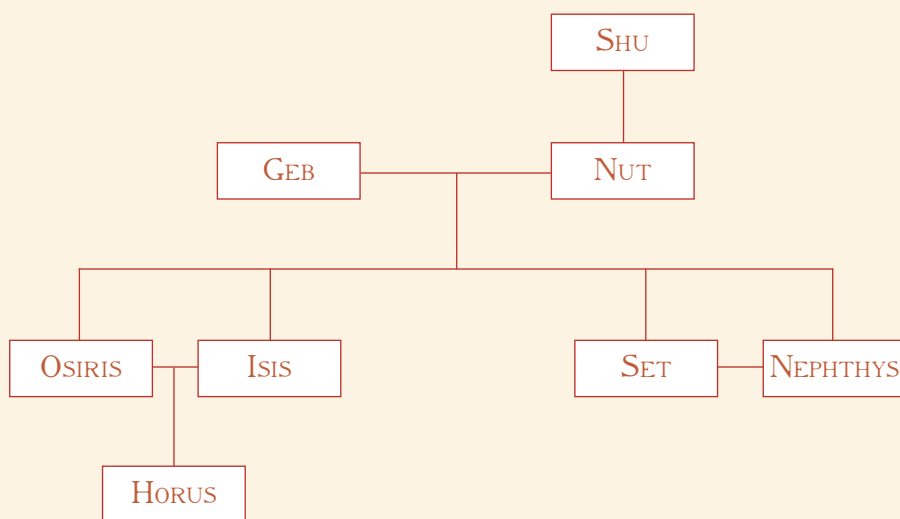 SHU
GEB
NUT
OSIRIS
ISIS
SET
NEPHTHYS
HORUS